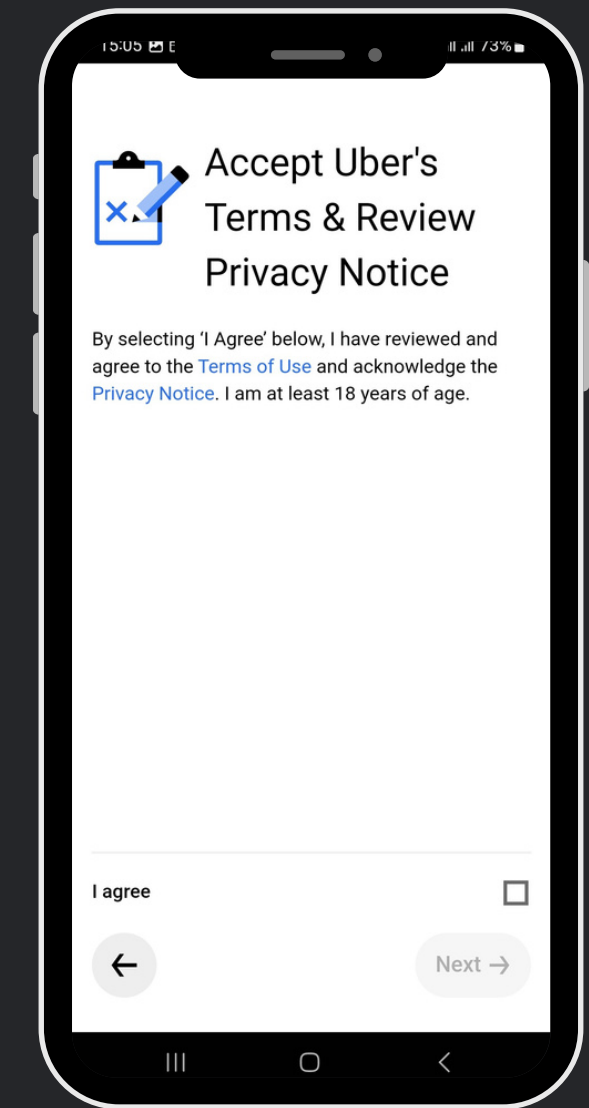 15:05
73%
Accept Uber's
Terms & Review
Privacy Notice
By selecting ‘I Agree’ below, I have reviewed and
agree to the Terms of Use and acknowledge the
Privacy Notice. I am at least 18 years of age.
I agree
Next